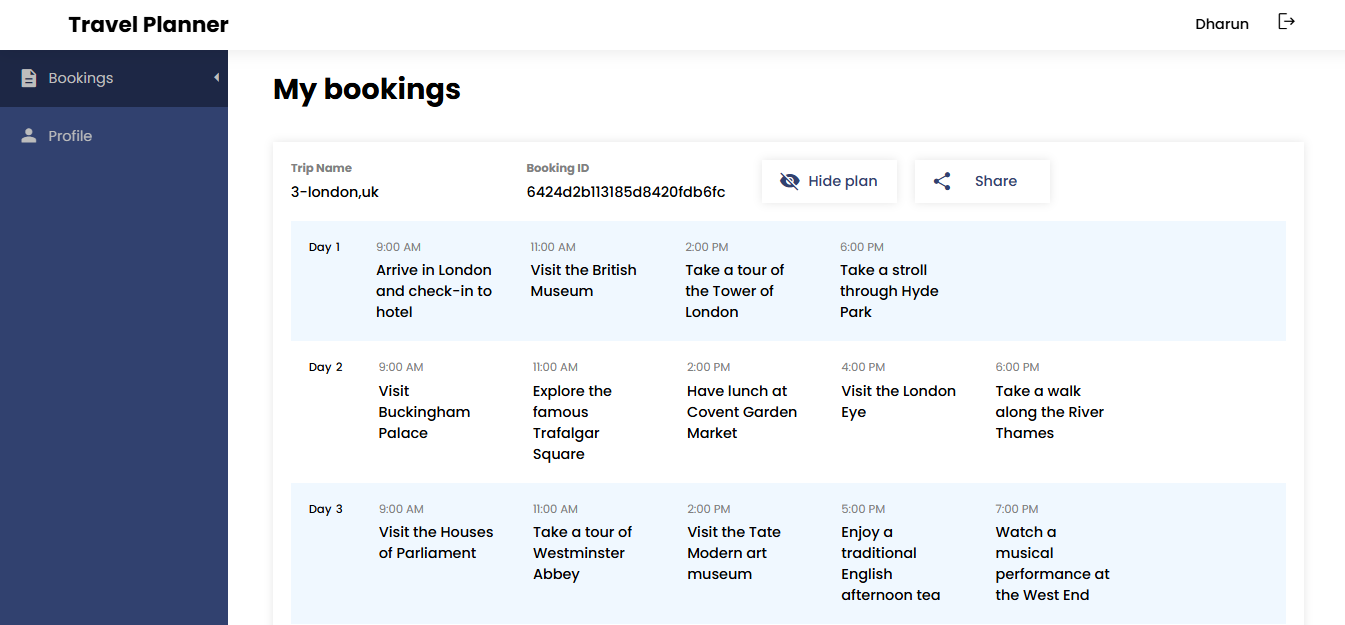 Travel Planner
Dharun
Bookings
Profile
My bookings
Trip Name
3-london,uk
Booking ID
6424d2b113185d8420fdb6fc
Hide plan
Share
Day 1
9:00 AM
Arrive in London
and check-in to
hotel
11:00 AM
Visit the British
Museum
2:00 PM
Take a tour of
the Tower of
London
6:00 PM
Take a stroll
through Hyde
Park
Day 2
9:00 AM
Visit
Buckingham
Palace
11:00 AM
Explore the
famous
Trafalgar
Square
2:00 PM
Have lunch at
Covent Garden
Market
4:00 PM
Visit the London
Eye
6:00 PM
Take a walk
along the River
Thames
Day 3
9:00 AM
Visit the Houses
of Parliament
11:00 AM
Take a tour of
Westminster
Abbey
2:00 PM
Visit the Tate
Modern art
museum
5:00 PM
Enjoy a
traditional
English
afternoon tea
7:00 PM
Watch a
musical
performance at
the West End